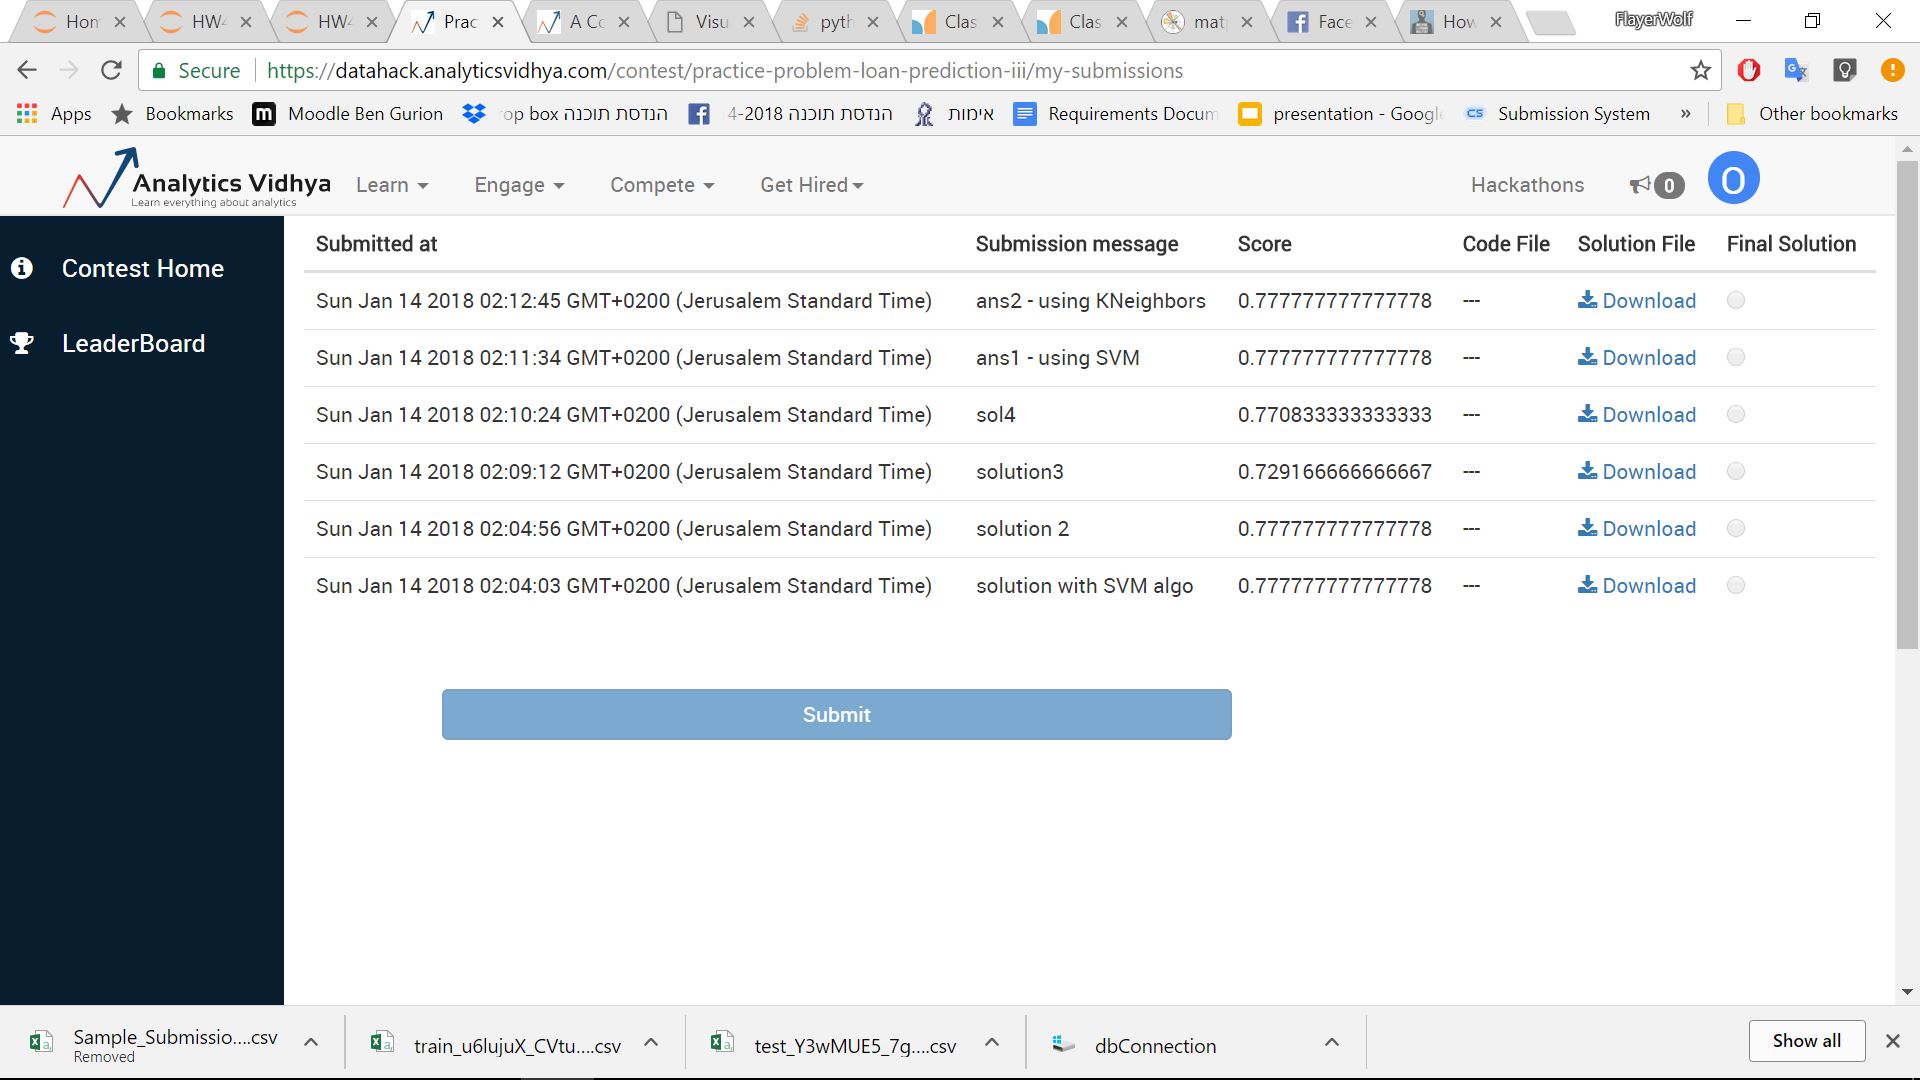 Hom
HW4
HW4
Prac
A Co
Visu
pyth
Clas
Clas
mat
Face
How
FlayerWolf
Secure https://datahack.analyticsvidhya.com/contest/practice-problem-loan-prediction-iii/my-submissions
Apps Bookmarks Moodle Ben Gurion הנדסת תוכנה rop box הנדסת תוכנה 4-2018 אימות Requirements Docum presentation - Google CS Submission System » Other bookmarks
Analytics Vidhya
Learn everything about analytics
Learn Engage Compete Get Hired Hackathons 0 O
Contest Home
LeaderBoard
Submitted at Submission message Score Code File Solution File Final Solution
Sun Jan 14 2018 02:12:45 GMT+0200 (Jerusalem Standard Time) ans2 - using KNeighbors 0.777777777777778 --- Download
Sun Jan 14 2018 02:11:34 GMT+0200 (Jerusalem Standard Time) ans1 - using SVM 0.777777777777778 --- Download
Sun Jan 14 2018 02:10:24 GMT+0200 (Jerusalem Standard Time) sol4 0.770833333333333 --- Download
Sun Jan 14 2018 02:09:12 GMT+0200 (Jerusalem Standard Time) solution3 0.729166666666667 --- Download
Sun Jan 14 2018 02:04:56 GMT+0200 (Jerusalem Standard Time) solution 2 0.777777777777778 --- Download
Sun Jan 14 2018 02:04:03 GMT+0200 (Jerusalem Standard Time) solution with SVM algo 0.777777777777778 --- Download
Submit
Sample_Submissio....csv
Removed
train_u6lujuX_CVtu....csv
test_Y3wMUE5_7g....csv
dbConnection
Show all